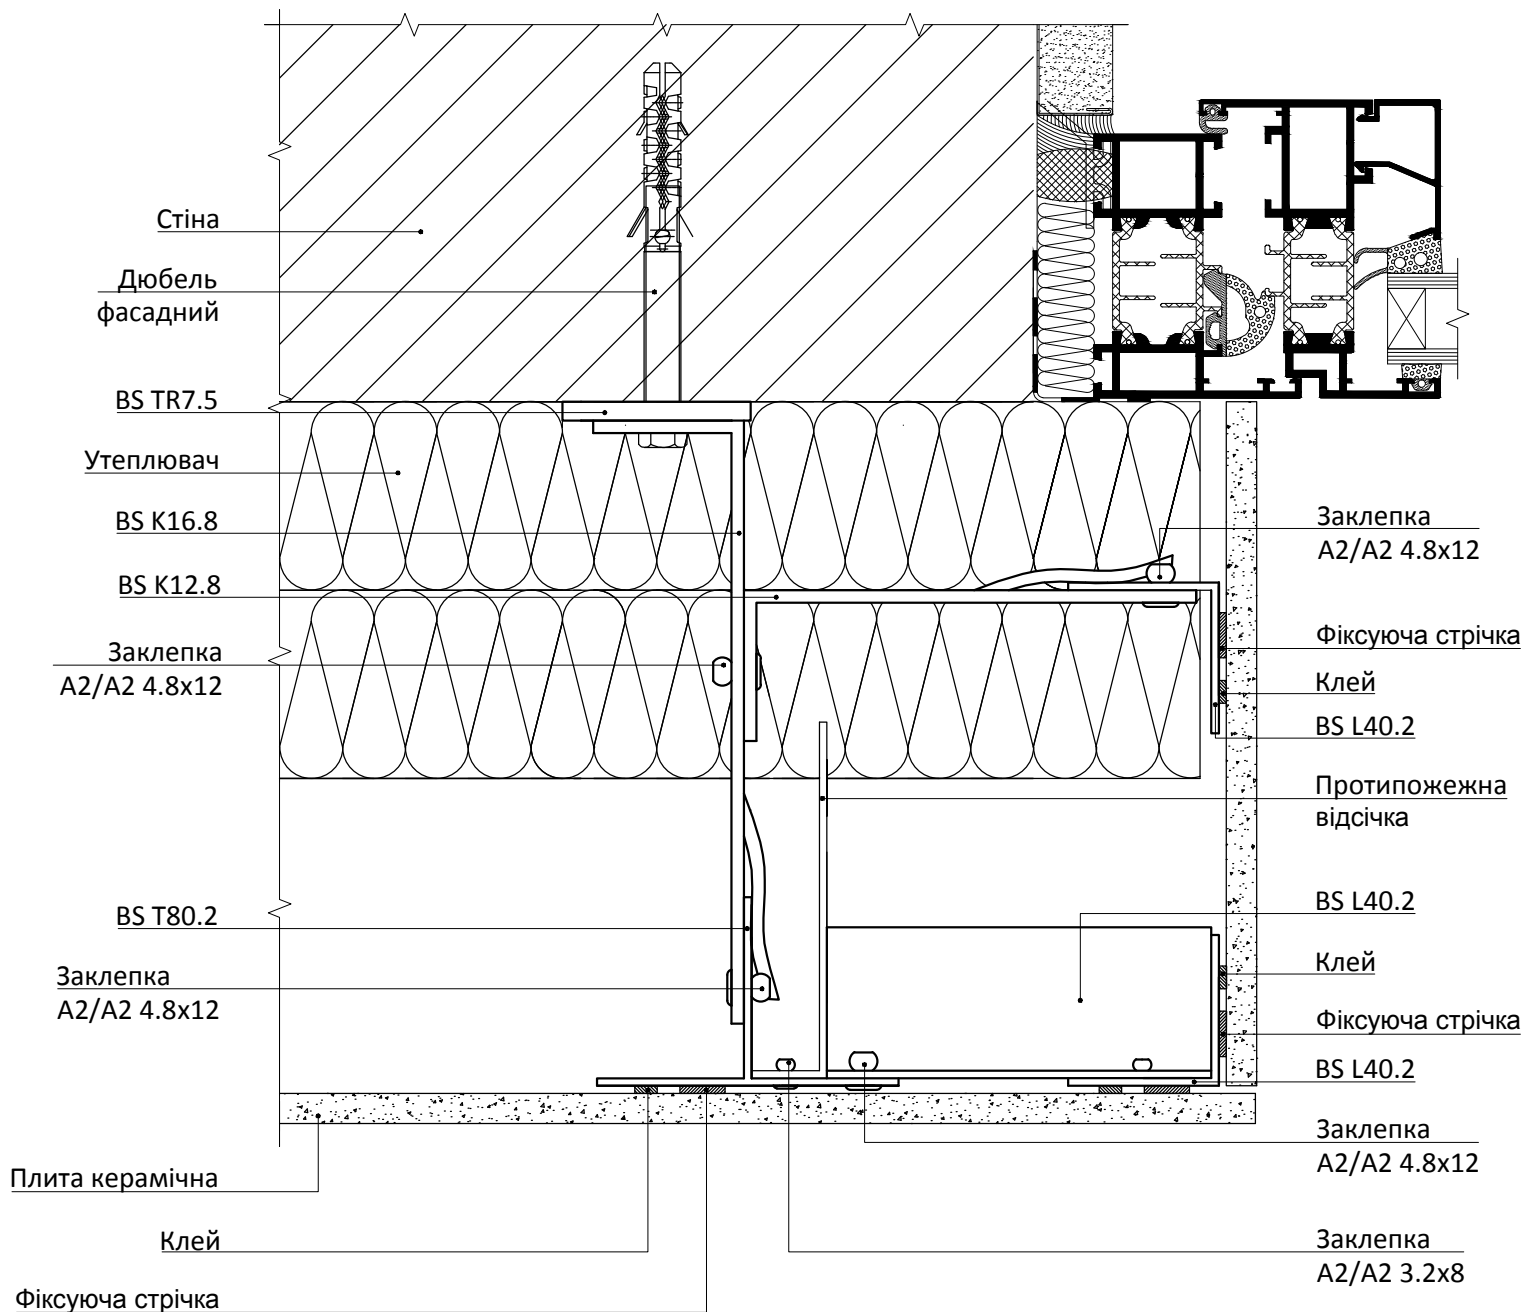 Стіна
Дюбель
фасадний
BS TR7.5
Утеплювач
BS K16.8
BS K12.8
Заклепка
A2/A2 4.8x12
BS T80.2
Заклепка
A2/A2 4.8x12
Плита керамічна
Клей
Фіксуюча стрічка
Заклепка
A2/A2 4.8x12
Фіксуюча стрічка
Клей
BS L40.2
Протипожежна
відсічка
BS L40.2
Клей
Фіксуюча стрічка
BS L40.2
Заклепка
A2/A2 4.8x12
Заклепка
A2/A2 3.2x8